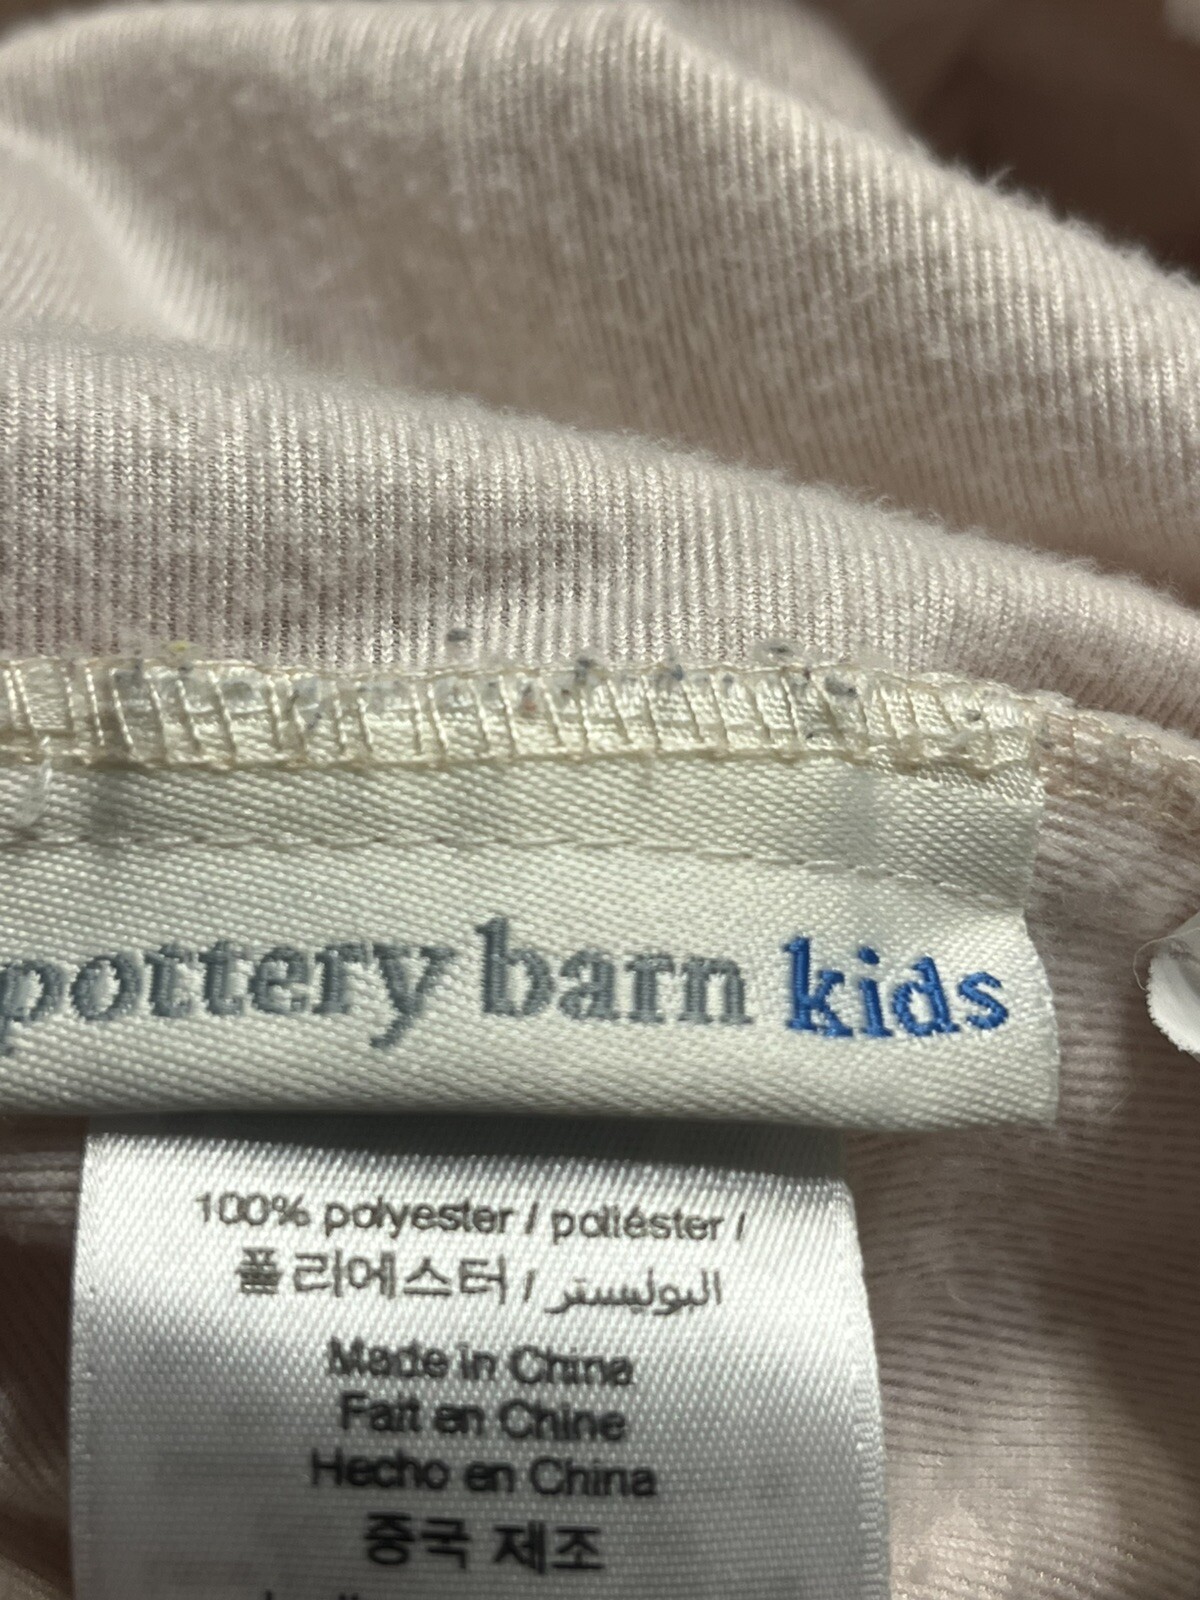 pottery barn kids
100% polyester / poliéster /
폴리에스터 / البوليستر
Made in China
Fait en Chine
Hecho en China
중국 제조